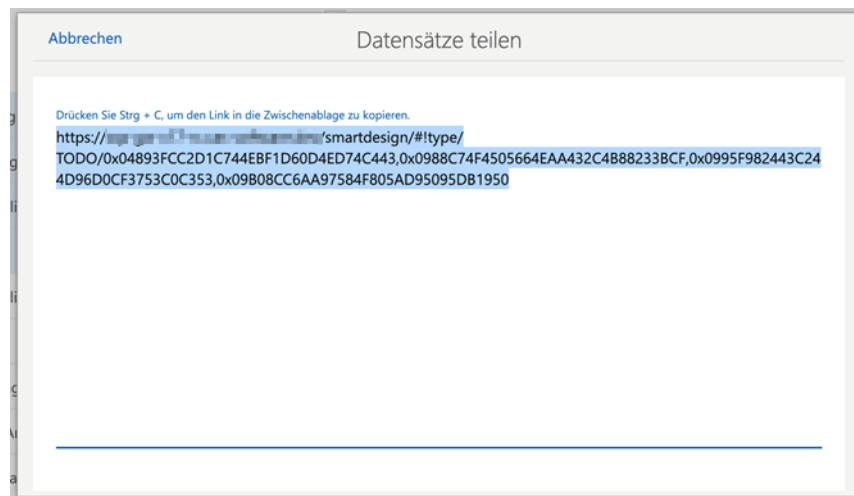 Abbrechen
Datensätze teilen
Drücken Sie Strg + C, um den Link in die Zwischenablage zu kopieren.
https:// /smartdesign/#!type/
TODO/0x04893FCC2D1C744EBF1D60D4ED74C443,0x0988C74F4505664EAA432C4B88233BCF,0x0995F982443C24
4D96D0CF3753C0C353,0x09B08CC6AA97584F805AD95095DB1950